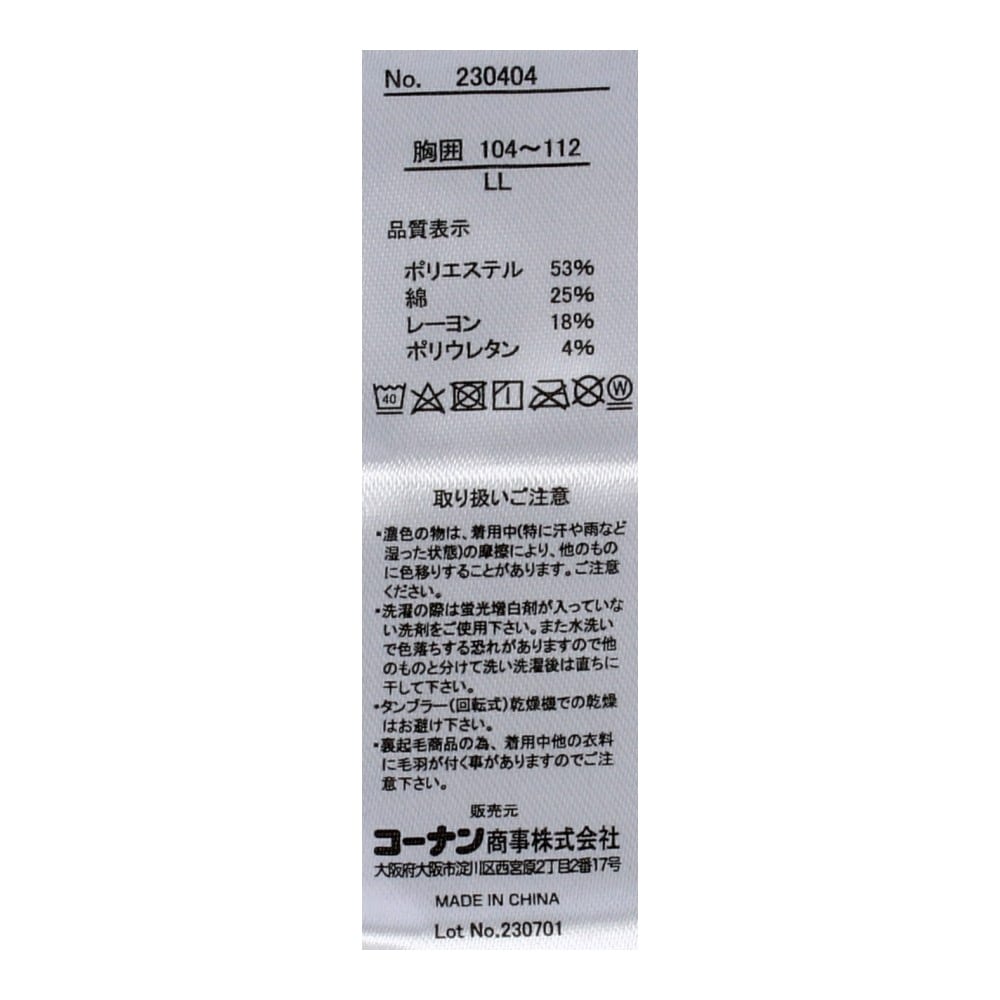 No. 230404
胸囲 104～112
LL
品質表示
ポリエステル 53%
綿 25%
レーヨン 18%
ポリウレタン 4%
40 W
取り扱いご注意
・濃色の物は、着用中(特に汗や雨など
湿った状態)の摩擦により、他のもの
に色移りすることがあります。ご注意
ください。
・洗濯の際は蛍光増白剤が入っていな
い洗剤をご使用下さい。また水洗い
で色落ちする恐れがありますので他
のものと分けて洗い洗濯後は直ちに
干して下さい。
・タンブラー(回転式)乾燥機での乾燥
はお避け下さい。
・裏起毛商品の為、着用中他の衣料
に毛羽が付く事がありますのでご注
意下さい。
販売元
コーナン商事株式会社
大阪府大阪市淀川区西宮原2丁目2番17号
MADE IN CHINA
Lot No.230701